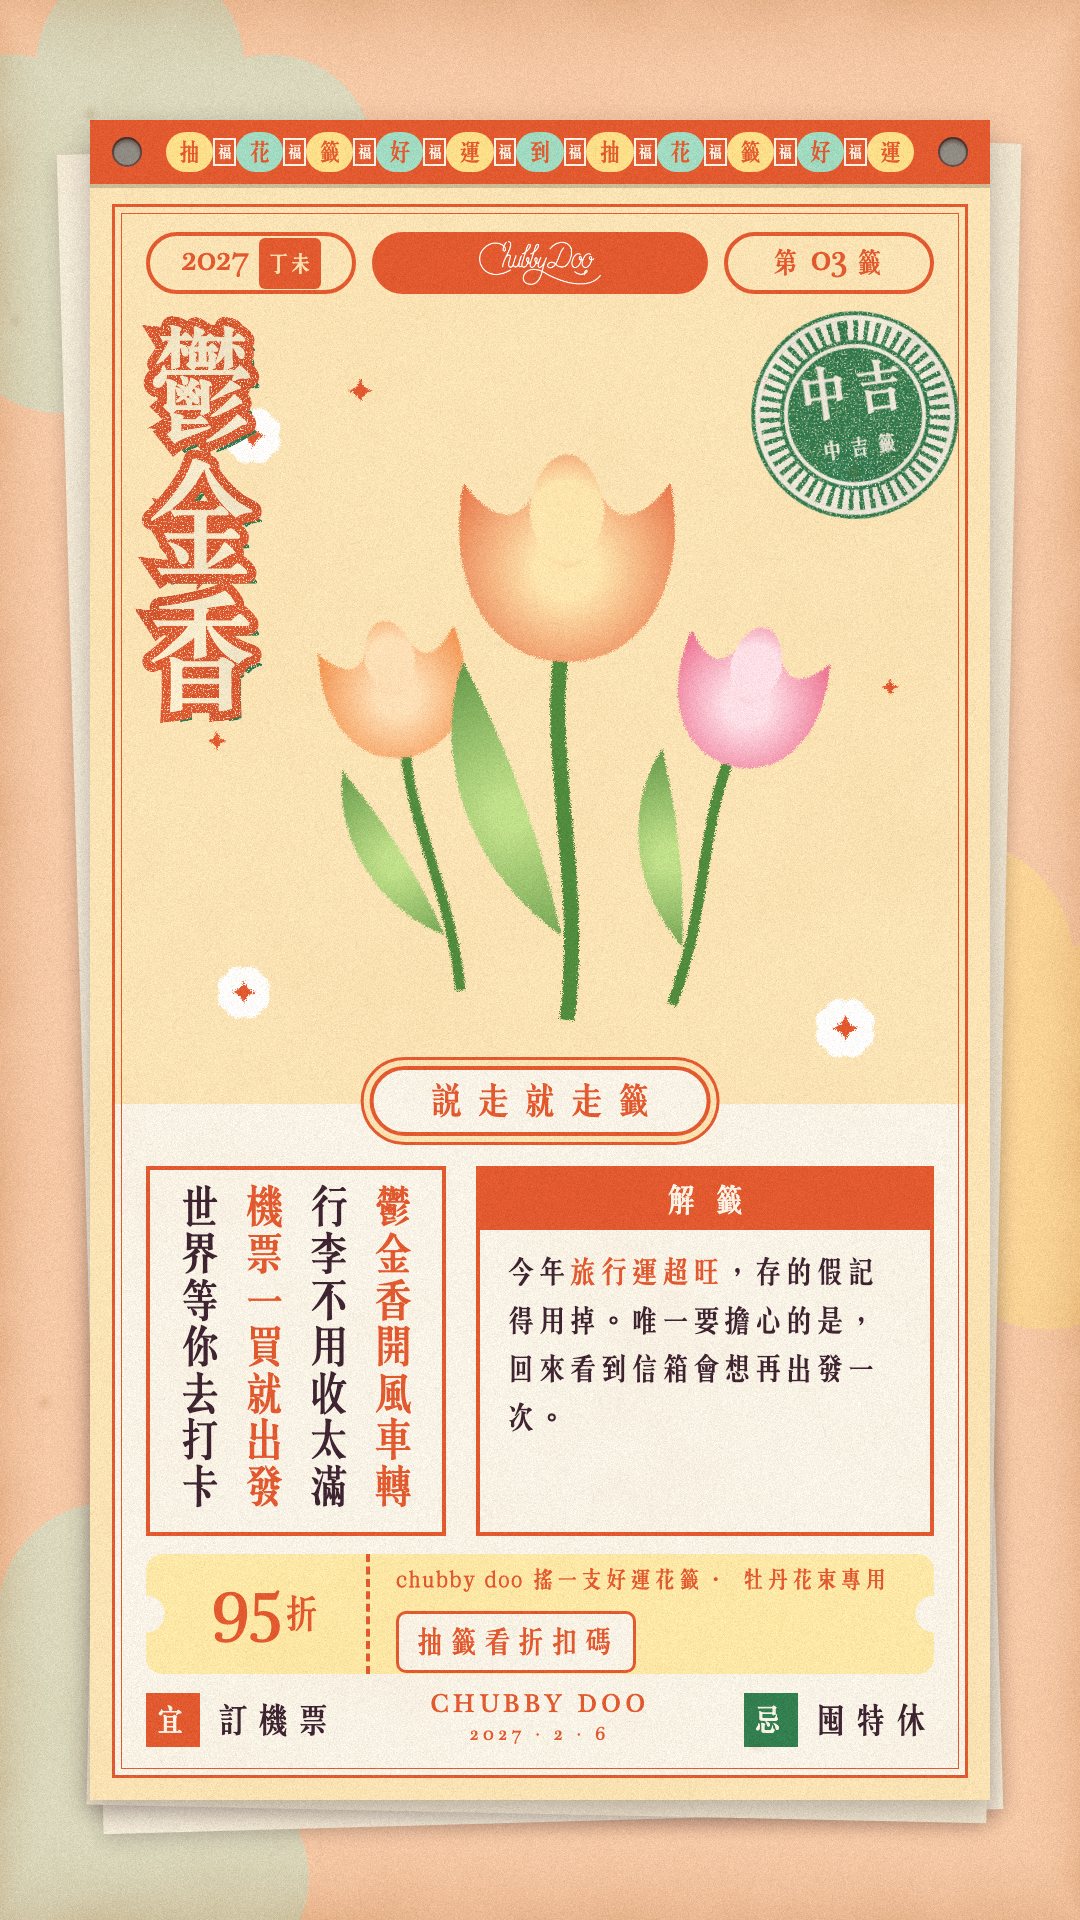 抽 福 花 福 籤 福 好 福 運 福 到 福 抽 福 花 福 籤 福 好 福 運
2027 丁未
Chubby Doo
第 03 籤
鬱金香
中吉
中吉籤
説走就走籤
鬱金香開風車轉
行李不用收太滿
機票一買就出發
世界等你去打卡
解籤
今年旅行運超旺，存的假記
得用掉。唯一要擔心的是，
回來看到信箱會想再出發一
次。
95折
chubby doo 搖一支好運花籤・ 牡丹花束專用
抽籤看折扣碼
宜 訂機票
CHUBBY DOO
2027 · 2 · 6
忌 囤特休